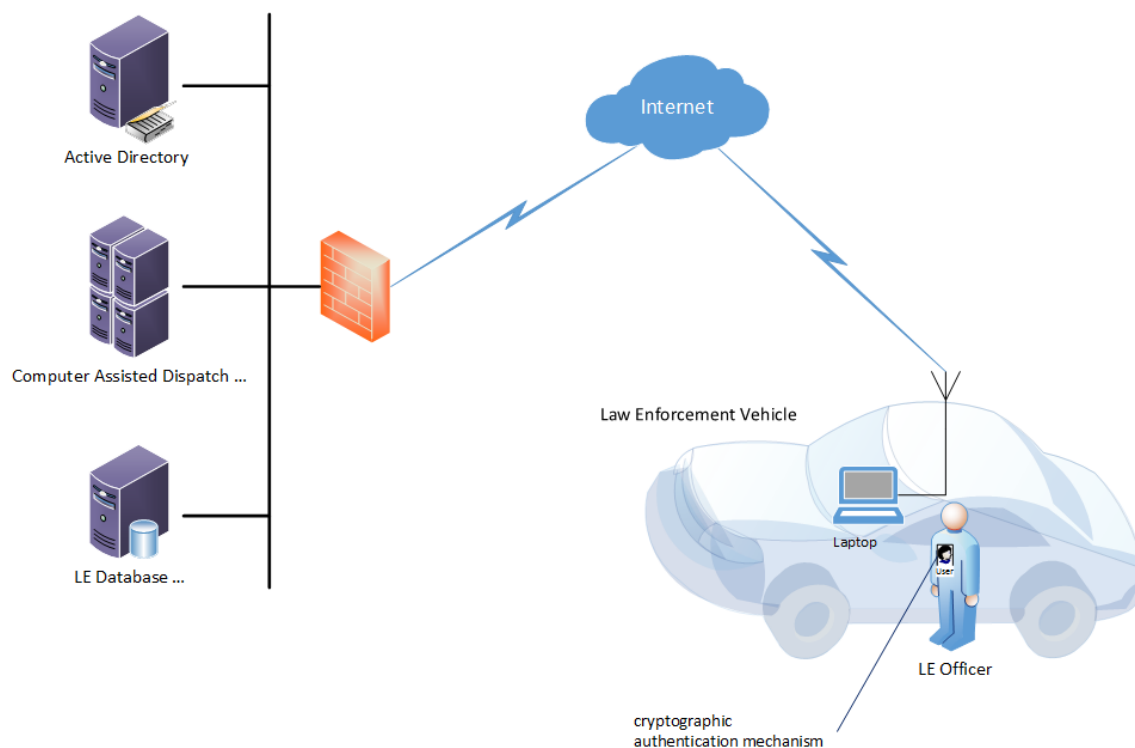 Internet
Active Directory
Computer Assisted Dispatch ...
Law Enforcement Vehicle
Laptop
User
LE Database ...
LE Officer
cryptographic
authentication mechanism